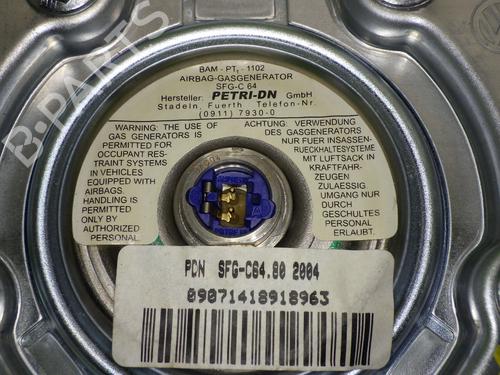 BAM - PT, - 1102
AIRBAG-GASGENERATOR
SFG-C 64
Hersteller: PETRI-DN GmbH
Stadeln, Fuerth Telefon-Nr.
(0911) 7930-0
WARNING: THE USE OF
GAS GENERATORS IS
PERMITTED FOR
OCCUPANT REST-
RAINT SYSTEMS
IN VEHICLES
EQUIPPED WITH
AIRBAGS.
HANDLING IS
PERMITTED
ONLY BY
AUTHORIZED
PERSONAL
ACHTUNG: VERWENDUNG
DES GASGENERATORS
NUR FUER INSASSEN-
RUECKHALTESYSTEME
MIT LUFTSACK IN
KRAFTFAHR-
ZEUGEN
ZULAESSIG
UMGANG NUR
DURCH
GESCHULTES
PERSONAL
ERLAUBT.
PCN SFG-C64.80 2004
09071418918963
B-PARTS